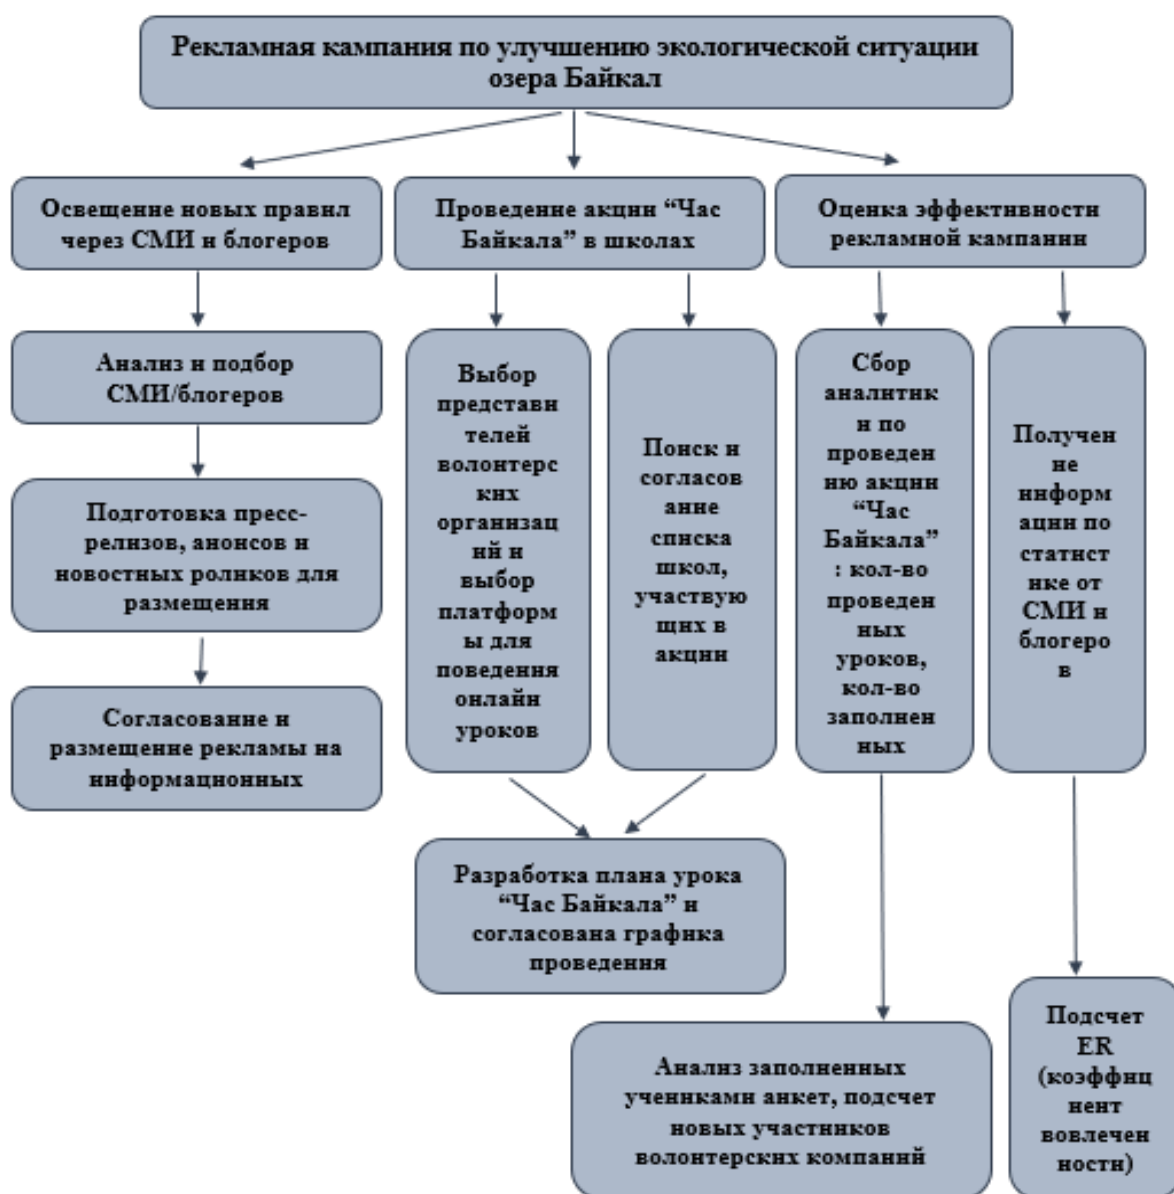 Рекламная кампания по улучшению экологической ситуации
озера Байкал
Освещение новых правил
через СМИ и блогеров
Проведение акции “Час
Байкала” в школах
Оценка эффективности
рекламной кампании
Анализ и подбор
СМИ/блогеров
Подготовка пресс-
релизов, анонсов и
новостных роликов для
размещения
Согласование и
размещение рекламы на
информационных
Выбор
представи
телей
волонтерс
ких
организац
ий и
выбор
платформ
ы для
поведения
онлайн
уроков
Поиск и
согласов
ание
списка
школ,
участвую
щих в
акции
Разработка плана урока
“Час Байкала” и
согласована графика
проведения
Сбор
аналитик
и по
проведен
ию акции
“Час
Байкала”
: кол-во
проведен
ных
уроков,
кол-во
заполнен
ных
Получен
ие
информ
ации по
статист
ике от
СМИ и
блогеро
в
Анализ заполненных
учениками анкет, подсчет
новых участников
волонтерских компаний
Подсчет
ER
(коэффиц
иент
вовлечен
ности)